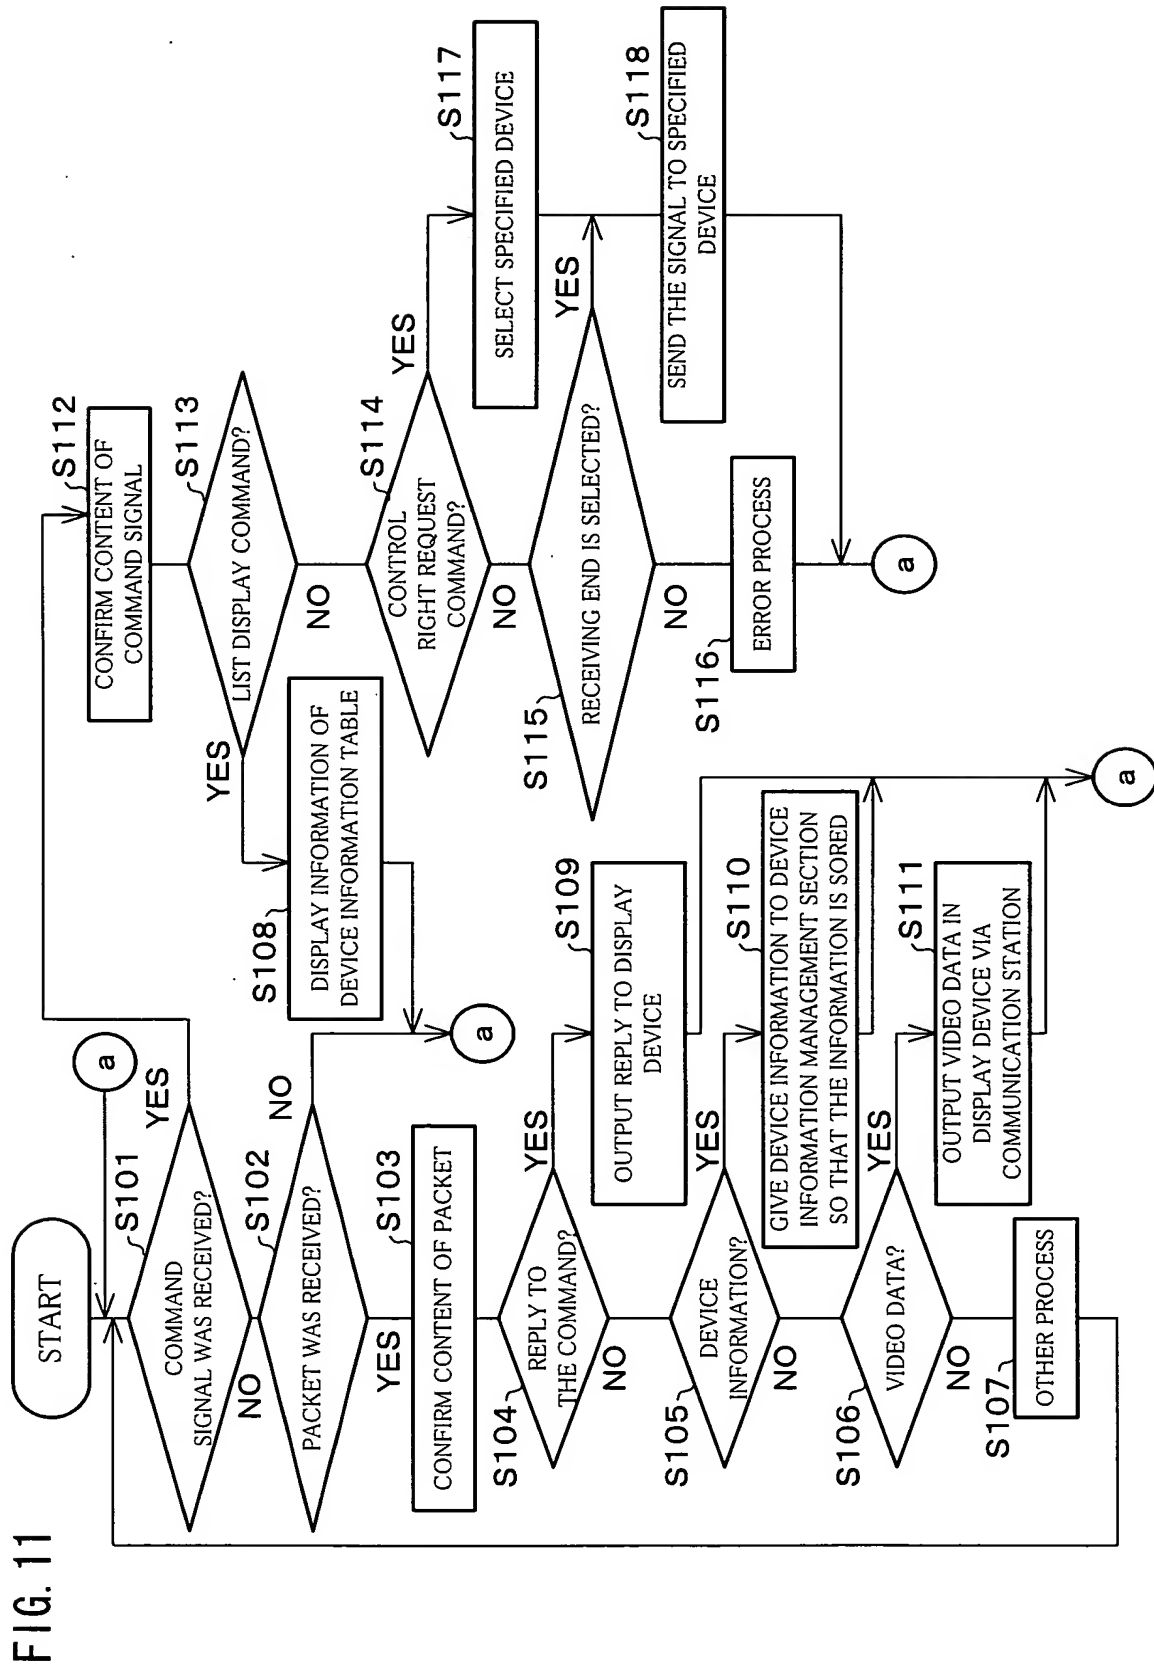 FIG. 11
START
a
S101
COMMAND
SIGNAL WAS RECEIVED?
YES
NO
S102
PACKET WAS RECEIVED?
NO
YES
S103
CONFIRM CONTENT OF PACKET
S104
REPLY TO
THE COMMAND?
YES
NO
S105
DEVICE
INFORMATION?
YES
NO
S106
VIDEO DATA?
YES
NO
S107
OTHER PROCESS
S108
DISPLAY INFORMATION OF
DEVICE INFORMATION TABLE
a
S109
OUTPUT REPLY TO DISPLAY
DEVICE
S110
GIVE DEVICE INFORMATION TO DEVICE
INFORMATION MANAGEMENT SECTION
SO THAT THE INFORMATION IS SORED
S111
OUTPUT VIDEO DATA IN
DISPLAY DEVICE VIA
COMMUNICATION STATION
a
S112
CONFIRM CONTENT OF
COMMAND SIGNAL
S113
LIST DISPLAY COMMAND?
YES
NO
S114
CONTROL
RIGHT REQUEST
COMMAND?
YES
NO
S115
RECEIVING END IS SELECTED?
YES
NO
S116
ERROR PROCESS
a
S117
SELECT SPECIFIED DEVICE
S118
SEND THE SIGNAL TO SPECIFIED
DEVICE